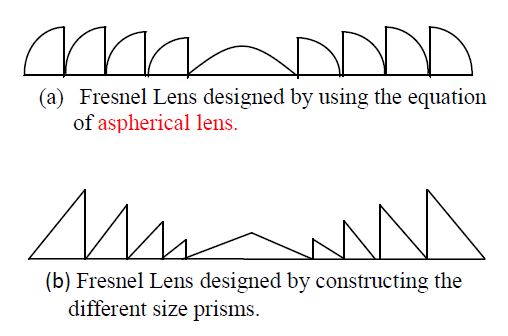 (a) Fresnel Lens designed by using the equation
of aspherical lens.
(b) Fresnel Lens designed by constructing the
different size prisms.